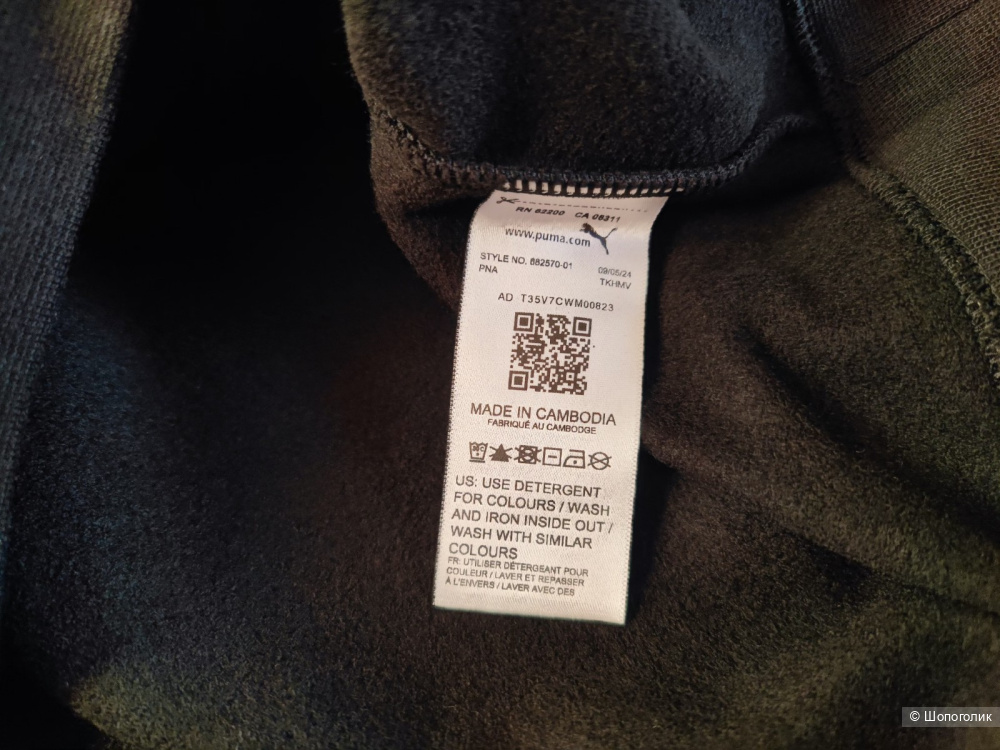 RN 62200 CA 08311
www.puma.com
STYLE NO. 682570-01
09/05/24
PNA
TKHMV
AD T35V7CWM00823
MADE IN CAMBODIA
FABRIQUÉ AU CAMBODGE
US: USE DETERGENT
FOR COLOURS / WASH
AND IRON INSIDE OUT /
WASH WITH SIMILAR
COLOURS
FR: UTILISER DÉTERGEANT POUR
COULEUR / LAVER ET REPASSER
À L'ENVERS / LAVER AVEC DES
© Шопоголик